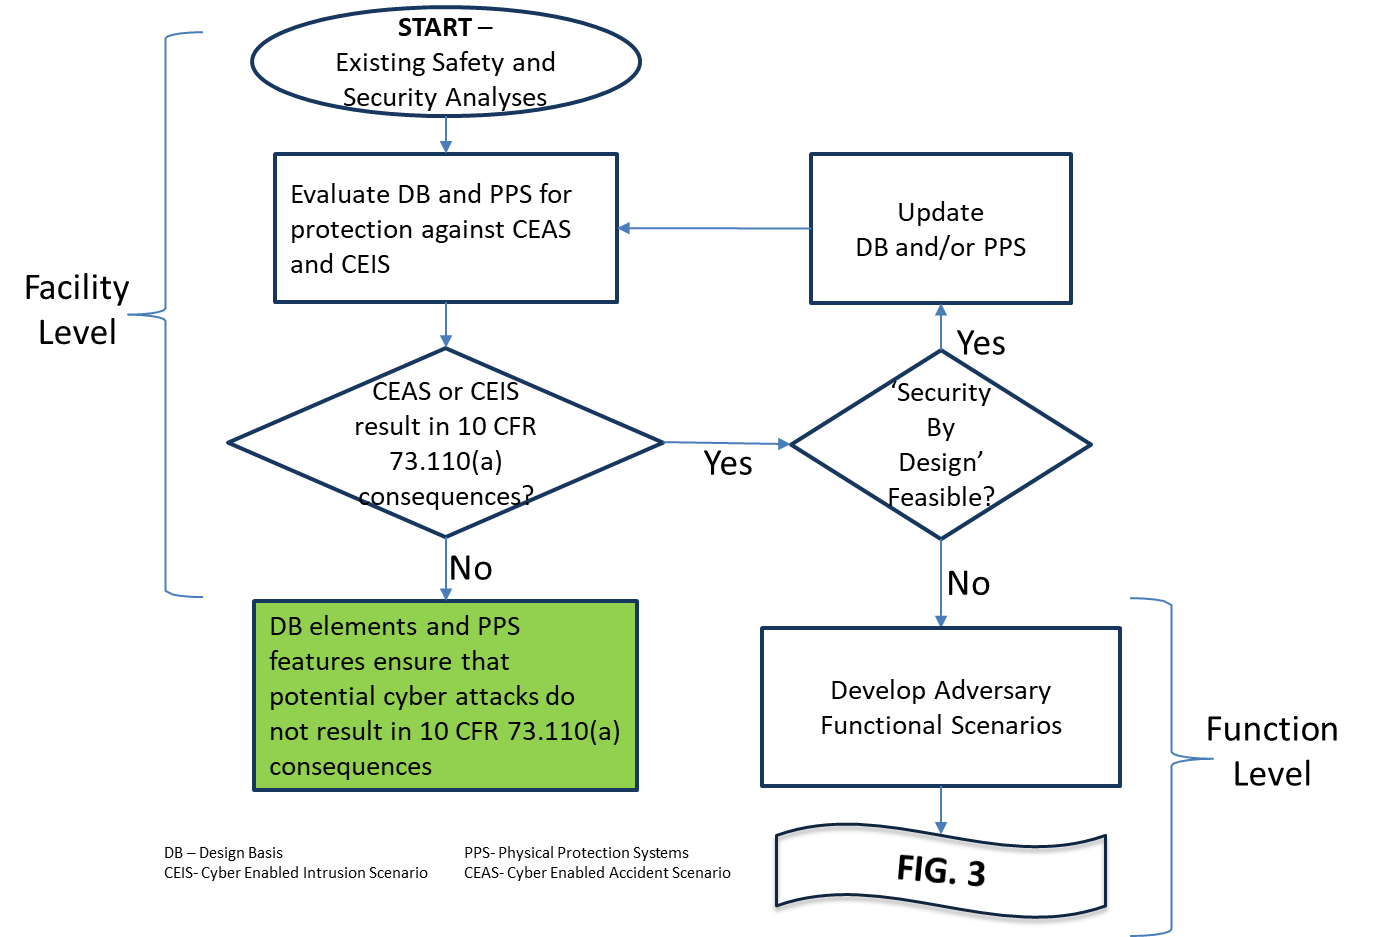 START –
Existing Safety and
Security Analyses
Evaluate DB and PPS for
protection against CEAS
and CEIS
Update
DB and/or PPS
Facility
Level
Yes
CEAS or CEIS
result in 10 CFR
73.110(a)
consequences?
Yes
‘Security
By
Design’
Feasible?
No
No
DB elements and PPS
features ensure that
potential cyber attacks do
not result in 10 CFR 73.110(a)
consequences
Develop Adversary
Functional Scenarios
Function
Level
FIG. 3
DB – Design Basis
CEIS- Cyber Enabled Intrusion Scenario
PPS- Physical Protection Systems
CEAS- Cyber Enabled Accident Scenario